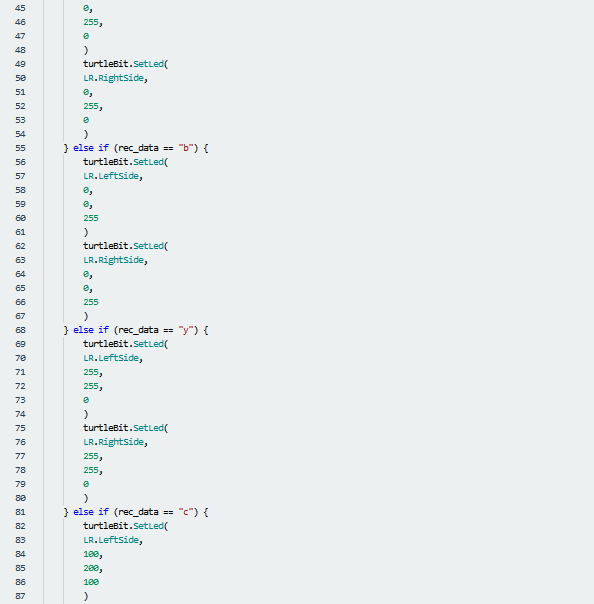 45 0,
46 255,
47 0
48 )
49 turtleBit.SetLed(
50 LR.RightSide,
51 0,
52 255,
53 0
54 )
55 } else if (rec_data == "b") {
56 turtleBit.SetLed(
57 LR.LeftSide,
58 0,
59 0,
60 255
61 )
62 turtleBit.SetLed(
63 LR.RightSide,
64 0,
65 0,
66 255
67 )
68 } else if (rec_data == "y") {
69 turtleBit.SetLed(
70 LR.LeftSide,
71 255,
72 255,
73 0
74 )
75 turtleBit.SetLed(
76 LR.RightSide,
77 255,
78 255,
79 0
80 )
81 } else if (rec_data == "c") {
82 turtleBit.SetLed(
83 LR.LeftSide,
84 100,
85 200,
86 100
87 )